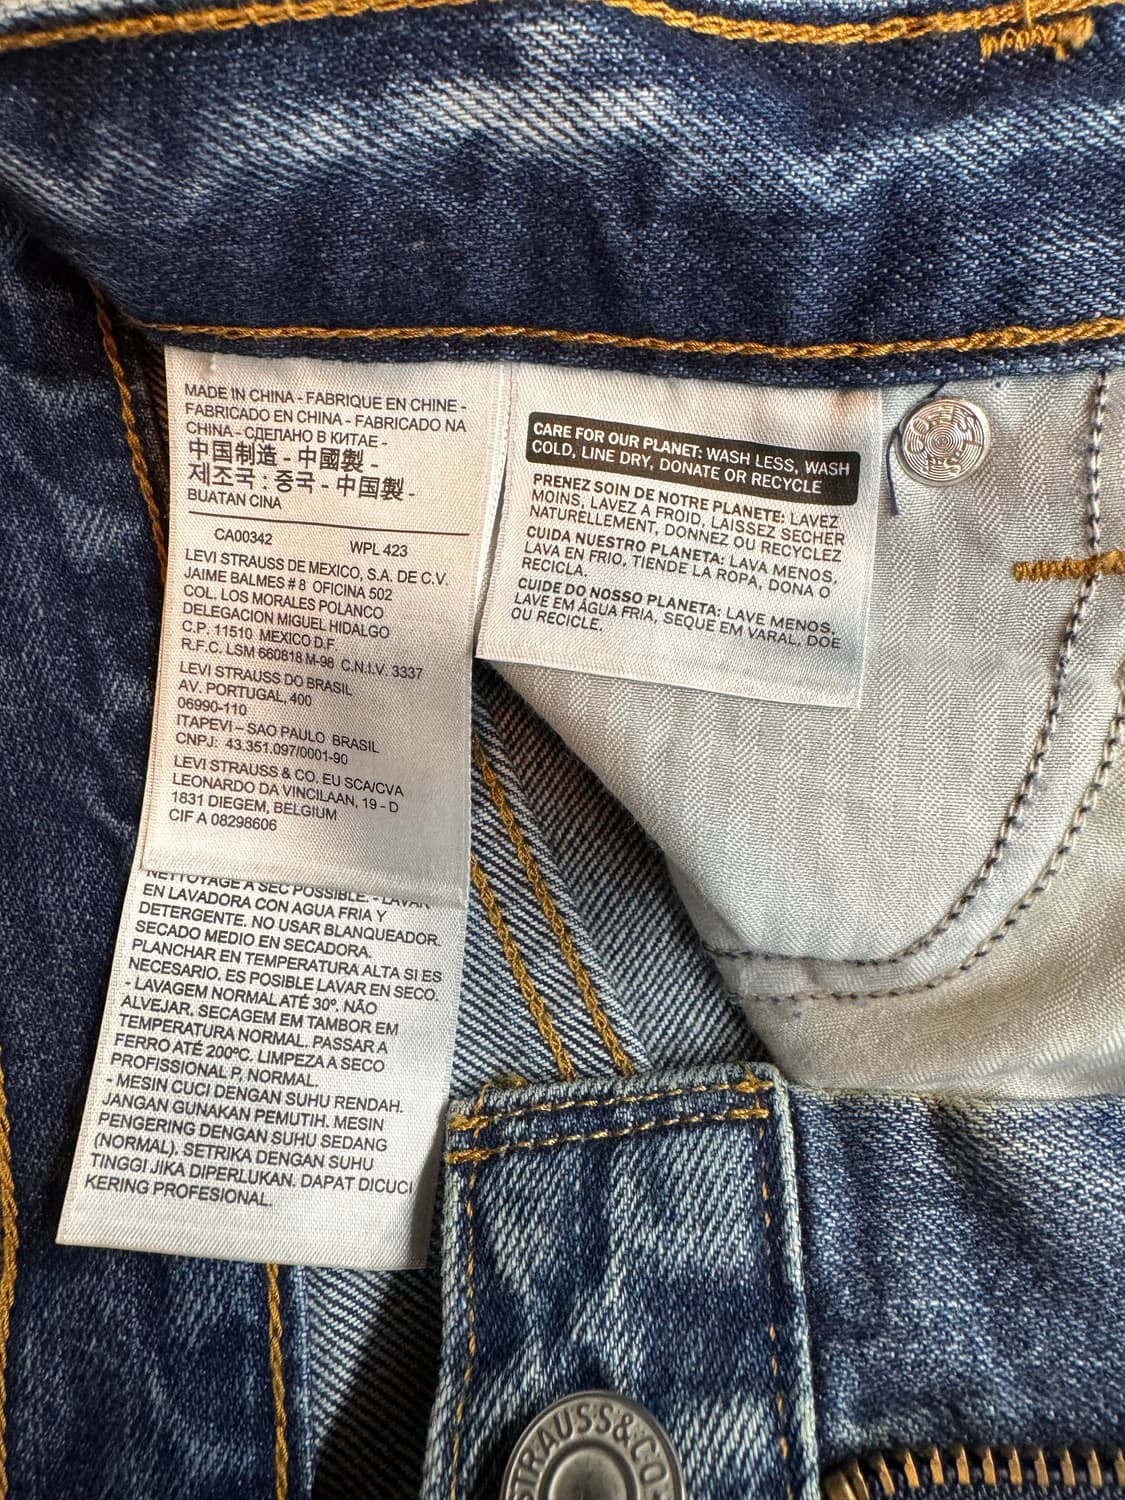 MADE IN CHINA - FABRIQUE EN CHINE -
FABRICADO EN CHINA - FABRICADO NA
CHINA - СДЕЛАНО В КИТАЕ -
中国制造 - 中國製 -
제조국 : 중국 - 中国製 -
BUATAN CINA
CA00342 WPL 423
LEVI STRAUSS DE MEXICO, S.A. DE C.V.
JAIME BALMES # 8 OFICINA 502
COL. LOS MORALES POLANCO
DELEGACION MIGUEL HIDALGO
C.P. 11510 MEXICO D.F.
R.F.C. LSM 660818 M-98 C.N.I.V. 3337
LEVI STRAUSS DO BRASIL
AV. PORTUGAL, 400
06990-110
ITAPEVI – SAO PAULO BRASIL
CNPJ: 43.351.097/0001-90
LEVI STRAUSS & CO. EU SCA/CVA
LEONARDO DA VINCILAAN, 19 - D
1831 DIEGEM, BELGIUM
CIF A 08298606
NETTOYAGE A SEC POSSIBLE. - LAVAR
EN LAVADORA CON AGUA FRIA Y
DETERGENTE. NO USAR BLANQUEADOR.
SECADO MEDIO EN SECADORA.
PLANCHAR EN TEMPERATURA ALTA SI ES
NECESARIO. ES POSIBLE LAVAR EN SECO.
- LAVAGEM NORMAL ATÉ 30º. NÃO
ALVEJAR. SECAGEM EM TAMBOR EM
TEMPERATURA NORMAL. PASSAR A
FERRO ATÉ 200ºC. LIMPEZA A SECO
PROFISSIONAL P, NORMAL.
- MESIN CUCI DENGAN SUHU RENDAH.
JANGAN GUNAKAN PEMUTIH. MESIN
PENGERING DENGAN SUHU SEDANG
(NORMAL). SETRIKA DENGAN SUHU
TINGGI JIKA DIPERLUKAN. DAPAT DICUCI
KERING PROFESIONAL.
CARE FOR OUR PLANET: WASH LESS, WASH
COLD, LINE DRY, DONATE OR RECYCLE
PRENEZ SOIN DE NOTRE PLANETE: LAVEZ
MOINS, LAVEZ A FROID, LAISSEZ SECHER
NATURELLEMENT, DONNEZ OU RECYCLEZ
CUIDA NUESTRO PLANETA: LAVA MENOS,
LAVA EN FRIO, TIENDE LA ROPA, DONA O
RECICLA.
CUIDE DO NOSSO PLANETA: LAVE MENOS,
LAVE EM ÁGUA FRIA, SEQUE EM VARAL, DOE
OU RECICLE.
STRAUSS&CO